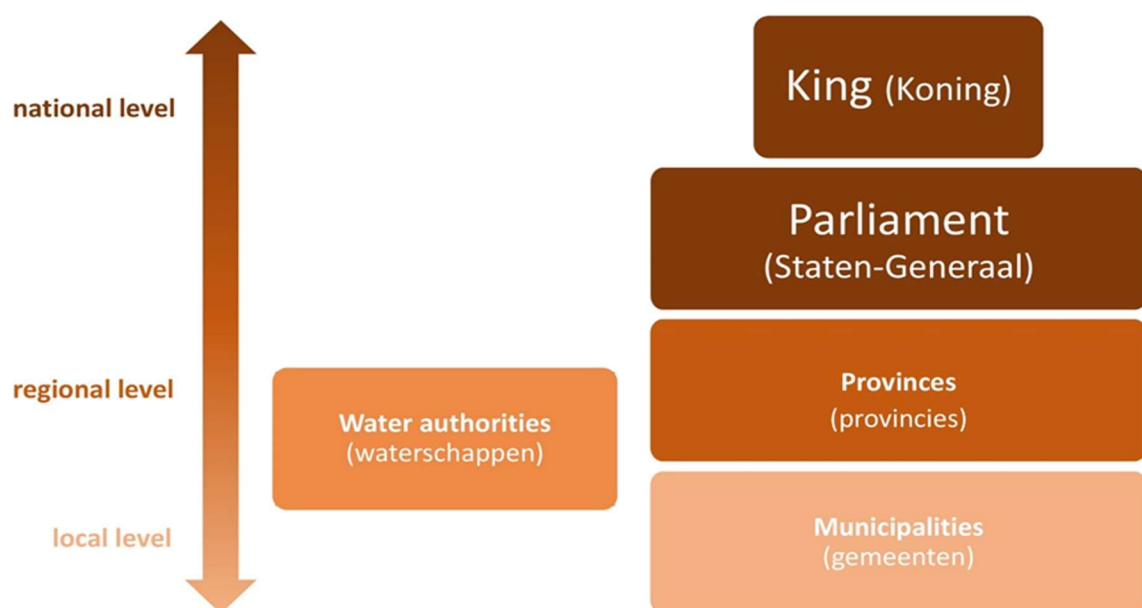 national level
King (Koning)
Parliament
(Staten-Generaal)
regional level
Water authorities
(waterschappen)
Provinces
(provincies)
local level
Municipalities
(gemeenten)